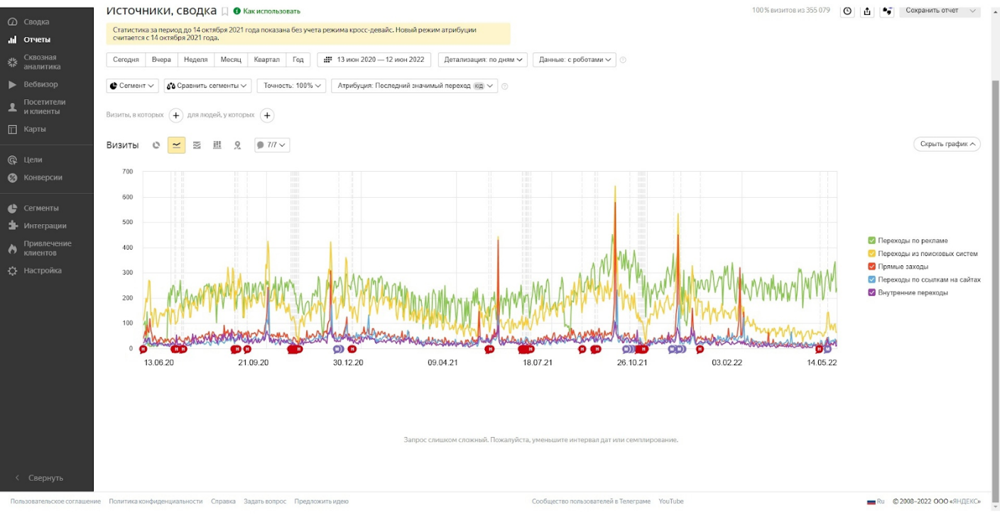 Источники, сводка
Как использовать
100% визитов из 355 079
Сохранить отчет
Сводка
Отчеты
Сквозная
аналитика
Вебвизор
Посетители
и клиенты
Карты
Цели
Конверсии
Сегменты
Интеграции
Привлечение
клиентов
Настройка
Свернуть
Статистика за период до 14 октября 2021 года показана без учета режима кросс-девайс. Новый режим атрибуции
считается с 14 октября 2021 года.
Сегодня Вчера Неделя Месяц Квартал Год 13 июн 2020 — 12 июн 2022 Детализация: по дням Данные: с роботами
Сегмент Сравнить сегменты Точность: 100% Атрибуция: Последний значимый переход К/Д
Визиты, в которых + для людей, у которых +
Визиты 7/7 Скрыть график
700
600
500
400
300
200
100
0
13.06.20 21.09.20 30.12.20 09.04.21 18.07.21 26.10.21 03.02.22 14.05.22
Переходы по рекламе
Переходы из поисковых систем
Прямые заходы
Переходы по ссылкам на сайтах
Внутренние переходы
Запрос слишком сложный. Пожалуйста, уменьшите интервал дат или семплирование.
Пользовательское соглашение Политика конфиденциальности Справка Задать вопрос Предложить идею Сообщество пользователей в Телеграме YouTube Ru © 2008–2022 ООО «ЯНДЕКС»